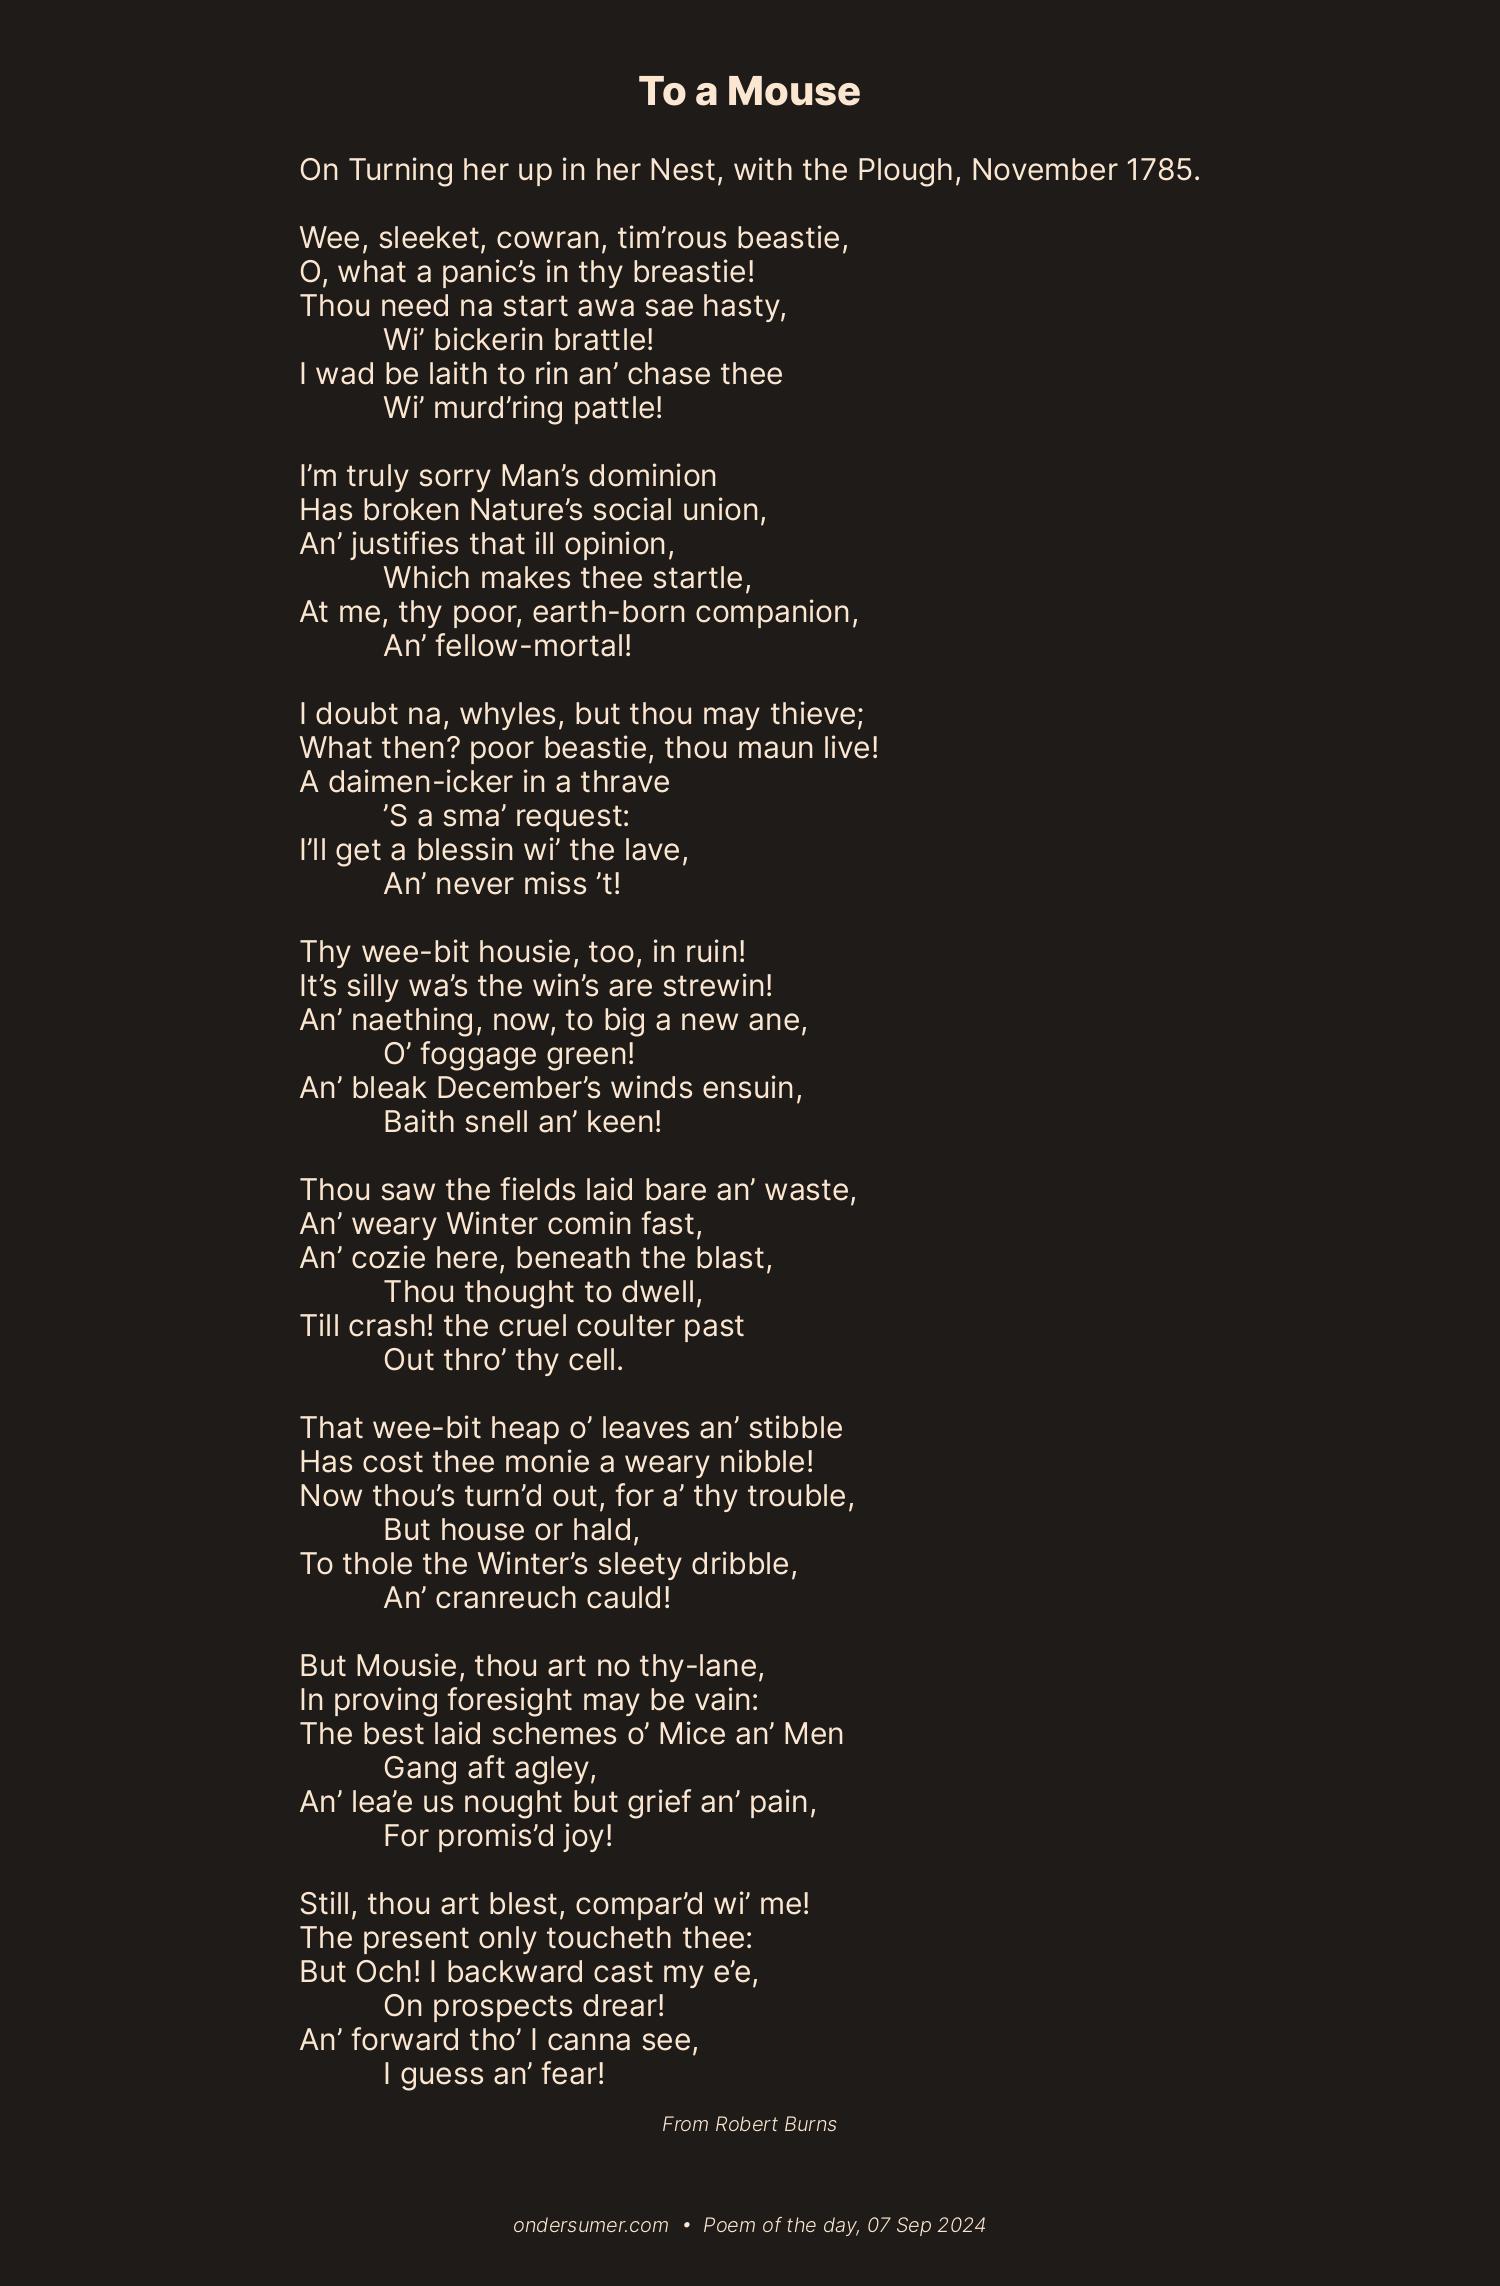 To a Mouse
On Turning her up in her Nest, with the Plough, November 1785.
Wee, sleeket, cowran, tim’rous beastie,
O, what a panic’s in thy breastie!
Thou need na start awa sae hasty,
Wi’ bickerin brattle!
I wad be laith to rin an’ chase thee
Wi’ murd’ring pattle!
I’m truly sorry Man’s dominion
Has broken Nature’s social union,
An’ justifies that ill opinion,
Which makes thee startle,
At me, thy poor, earth-born companion,
An’ fellow-mortal!
I doubt na, whyles, but thou may thieve;
What then? poor beastie, thou maun live!
A daimen-icker in a thrave
’S a sma’ request:
I’ll get a blessin wi’ the lave,
An’ never miss ’t!
Thy wee-bit housie, too, in ruin!
It’s silly wa’s the win’s are strewin!
An’ naething, now, to big a new ane,
O’ foggage green!
An’ bleak December’s winds ensuin,
Baith snell an’ keen!
Thou saw the fields laid bare an’ waste,
An’ weary Winter comin fast,
An’ cozie here, beneath the blast,
Thou thought to dwell,
Till crash! the cruel coulter past
Out thro’ thy cell.
That wee-bit heap o’ leaves an’ stibble
Has cost thee monie a weary nibble!
Now thou’s turn’d out, for a’ thy trouble,
But house or hald,
To thole the Winter’s sleety dribble,
An’ cranreuch cauld!
But Mousie, thou art no thy-lane,
In proving foresight may be vain:
The best laid schemes o’ Mice an’ Men
Gang aft agley,
An’ lea’e us nought but grief an’ pain,
For promis’d joy!
Still, thou art blest, compar’d wi’ me!
The present only toucheth thee:
But Och! I backward cast my e’e,
On prospects drear!
An’ forward tho’ I canna see,
I guess an’ fear!
From Robert Burns
ondersumer.com • Poem of the day, 07 Sep 2024